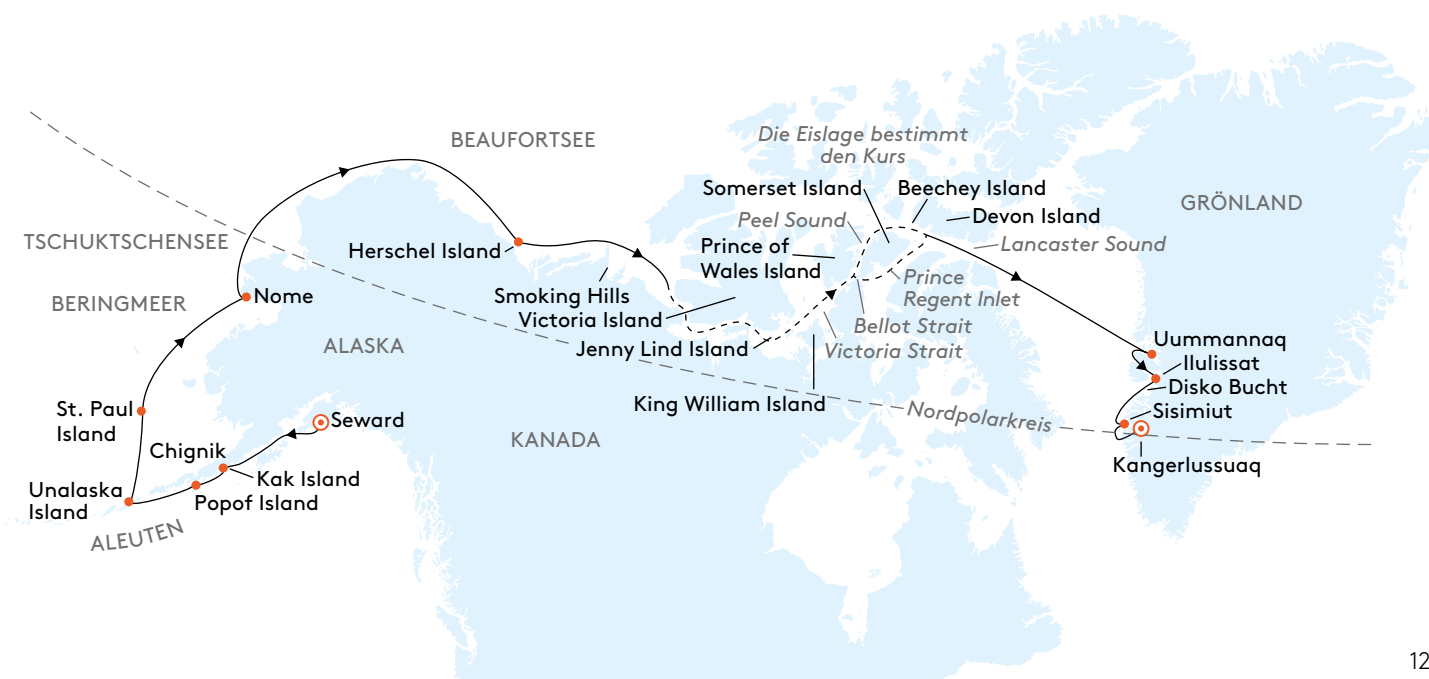 BEAUFORTSEE
Die Eislage bestimmt
den Kurs
Somerset Island
Beechey Island
GRÖNLAND
Peel Sound
Devon Island
TSCHUKTSCHENSEE
Herschel Island
Prince of
Wales Island
Lancaster Sound
Prince
Regent Inlet
BERINGMEER
Nome
Smoking Hills
Victoria Island
Bellot Strait
ALASKA
Jenny Lind Island
Victoria Strait
Uummannaq
Ilulissat
Disko Bucht
St. Paul
Island
Seward
King William Island
Nordpolarkreis
Sisimiut
KANADA
Chignik
Kangerlussuaq
Kak Island
Unalaska
Island
Popof Island
ALEUTEN
12